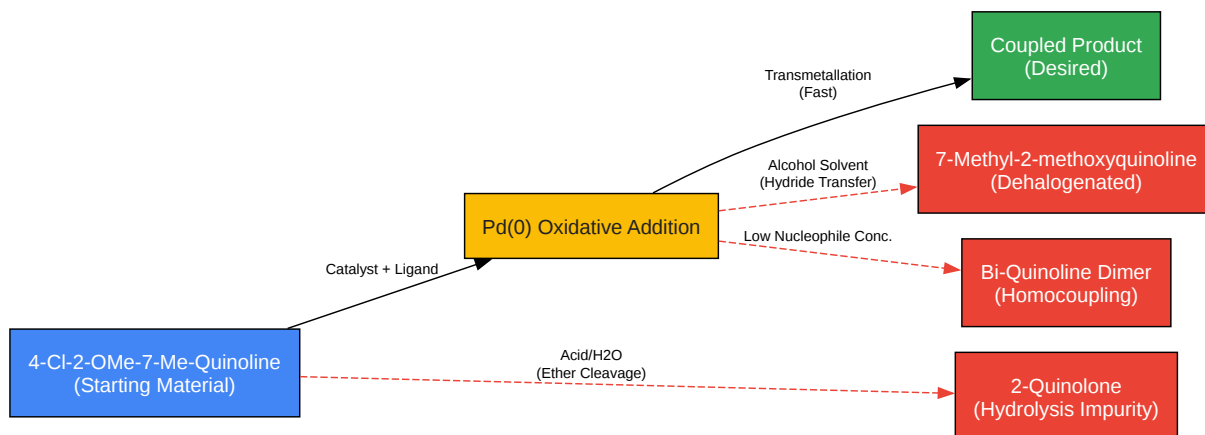 Coupled Product
(Desired)
Transmetallation
(Fast)
7-Methyl-2-methoxyquinoline
(Dehalogenated)
Alcohol Solvent
(Hydride Transfer)
Pd(0) Oxidative Addition
Low Nucleophile Conc.
Bi-Quinoline Dimer
(Homocoupling)
Catalyst + Ligand
4-Cl-2-OMe-7-Me-Quinoline
(Starting Material)
Acid/H2O
(Ether Cleavage)
2-Quinolone
(Hydrolysis Impurity)